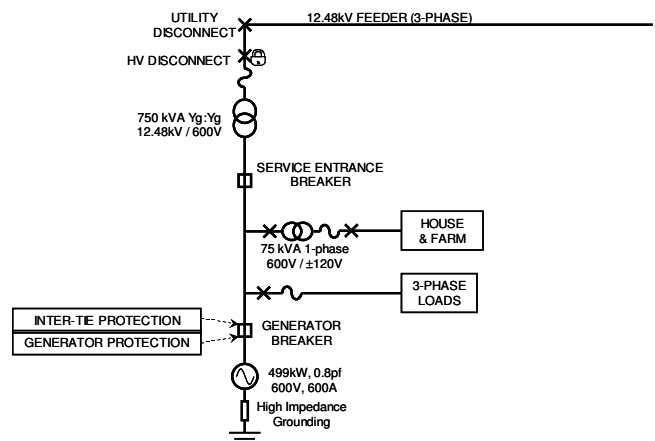 UTILITY
DISCONNECT
12.48kV FEEDER (3-PHASE)
HV DISCONNECT
750 kVA Yg:Yg
12.48kV / 600V
SERVICE ENTRANCE
BREAKER
75 kVA 1-phase
600V / ±120V
HOUSE
& FARM
3-PHASE
LOADS
INTER-TIE PROTECTION
GENERATOR PROTECTION
GENERATOR
BREAKER
499kW, 0.8pf
600V, 600A
High Impedance
Grounding